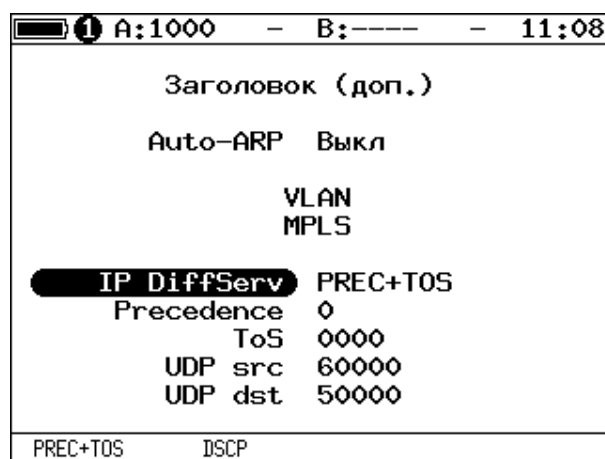 1 A:1000 – B:---- – 11:08
Заголовок (доп.)
Auto-ARP Выкл
VLAN
MPLS
IP DiffServ PREC+TOS
Precedence 0
ToS 0000
UDP src 60000
UDP dst 50000
PREC+TOS DSCP